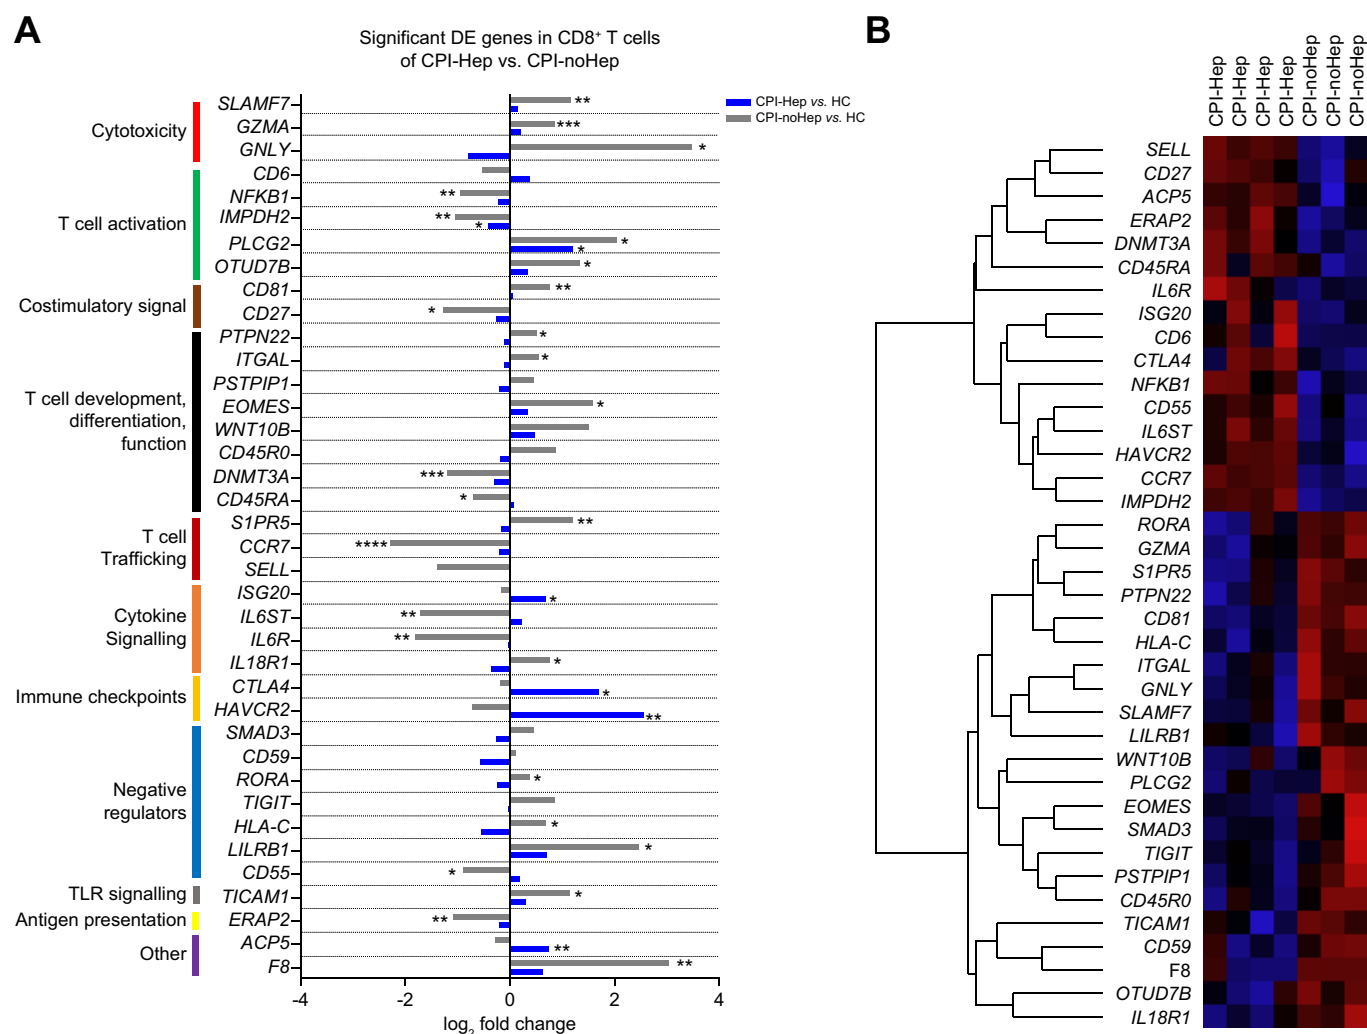 A
Significant DE genes in CD8⁺ T cells
of CPI-Hep vs. CPI-noHep
CPI-Hep vs. HC
CPI-noHep vs. HC
Cytotoxicity
SLAMF7 **
GZMA ***
GNLY *
T cell activation
CD6
NFKB1 **
IMPDH2 ** *
PLCG2 * *
OTUD7B *
Costimulatory signal
CD81 **
CD27 *
T cell development,
differentiation,
function
PTPN22 *
ITGAL *
PSTPIP1
EOMES *
WNT10B
CD45R0
DNMT3A ***
CD45RA *
T cell
Trafficking
S1PR5 **
CCR7 ****
SELL
Cytokine
Signalling
ISG20 *
IL6ST **
IL6R **
IL18R1 *
Immune checkpoints
CTLA4 *
HAVCR2 **
Negative
regulators
SMAD3
CD59
RORA *
TIGIT
HLA-C *
LILRB1 *
CD55 *
TLR signalling
TICAM1 *
Antigen presentation
ERAP2 **
Other
ACP5 **
F8 **
-4 -2 0 2 4
log₂ fold change
B
CPI-Hep
CPI-Hep
CPI-Hep
CPI-Hep
CPI-noHep
CPI-noHep
CPI-noHep
SELL
CD27
ACP5
ERAP2
DNMT3A
CD45RA
IL6R
ISG20
CD6
CTLA4
NFKB1
CD55
IL6ST
HAVCR2
CCR7
IMPDH2
RORA
GZMA
S1PR5
PTPN22
CD81
HLA-C
ITGAL
GNLY
SLAMF7
LILRB1
WNT10B
PLCG2
EOMES
SMAD3
TIGIT
PSTPIP1
CD45R0
TICAM1
CD59
F8
OTUD7B
IL18R1